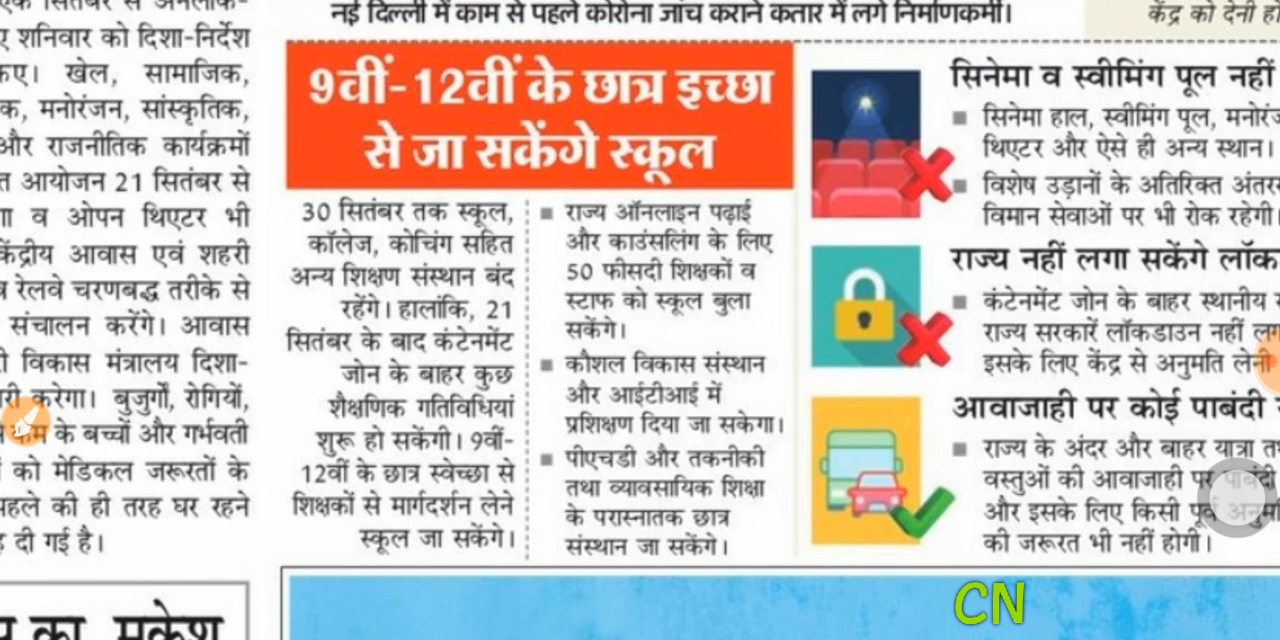 नई दिल्ली में काम से पहले कोरोना जांच कराने कतार में लगे निर्माणकर्मी।
केंद्र को देनी
शनिवार को दिशा-निर्देश
खेल, सामाजिक,
मनोरंजन, सांस्कृतिक,
और राजनीतिक कार्यक्रमों
आयोजन 21 सितंबर से
व ओपन थिएटर भी
केंद्रीय आवास एवं शहरी
रेलवे चरणबद्ध तरीके से
संचालन करेंगे। आवास
विकास मंत्रालय दिशा-
करेगा। बुजुर्गों, रोगियों,
के बच्चों और गर्भवती
को मेडिकल जरूरतों के
पहले की ही तरह घर रहने
दी गई है।
9वीं-12वीं के छात्र इच्छा
से जा सकेंगे स्कूल
30 सितंबर तक स्कूल,
कॉलेज, कोचिंग सहित
अन्य शिक्षण संस्थान बंद
रहेंगे। हालांकि, 21
सितंबर के बाद कंटेनमेंट
जोन के बाहर कुछ
शैक्षणिक गतिविधियां
शुरू हो सकेंगी। 9वीं-
12वीं के छात्र स्वेच्छा से
शिक्षकों से मार्गदर्शन लेने
स्कूल जा सकेंगे।
राज्य ऑनलाइन पढ़ाई
और काउंसलिंग के लिए
50 फीसदी शिक्षकों व
स्टाफ को स्कूल बुला
सकेंगे।
कौशल विकास संस्थान
और आईटीआई में
प्रशिक्षण दिया जा सकेगा।
पीएचडी और तकनीकी
तथा व्यावसायिक शिक्षा
के परास्नातक छात्र
संस्थान जा सकेंगे।
सिनेमा व स्वीमिंग पूल नहीं
सिनेमा हाल, स्वीमिंग पूल,
थिएटर और ऐसे ही अन्य स्थान।
विशेष उड़ानों के अतिरिक्त
विमान सेवाओं पर भी रोक रहेगी।
राज्य नहीं लगा सकेंगे
कंटेनमेंट जोन के बाहर स्थानीय
राज्य सरकारें लॉकडाउन नहीं
इसके लिए केंद्र से अनुमति लेनी
आवाजाही पर कोई पाबंदी
राज्य के अंदर और बाहर यात्रा
वस्तुओं की आवाजाही पर पाबंदी
और इसके लिए किसी पूर्व
की जरूरत भी नहीं होगी।
का मुकेश
CN